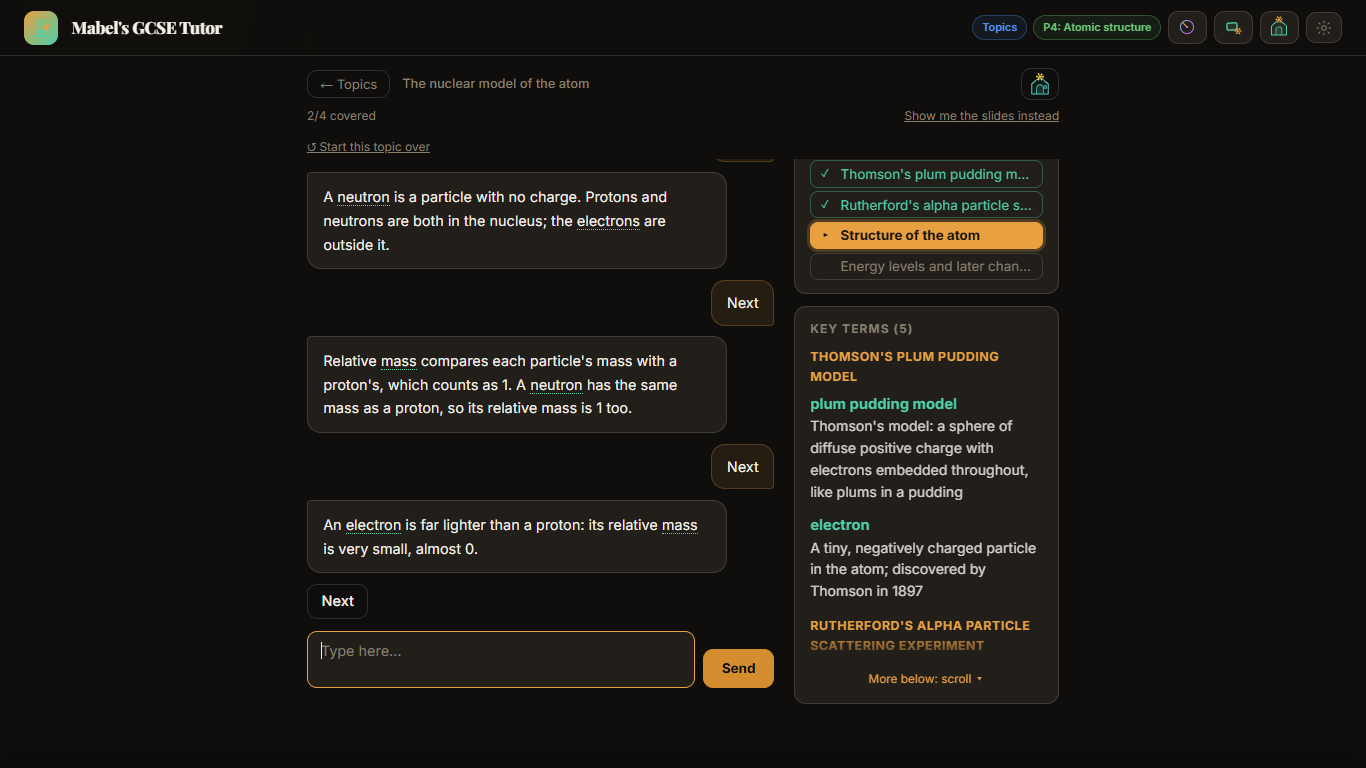 Mabel's GCSE Tutor
Topics
P4: Atomic structure
← Topics
The nuclear model of the atom
2/4 covered
Show me the slides instead
↺ Start this topic over
A neutron is a particle with no charge. Protons and
neutrons are both in the nucleus; the electrons are
outside it.
Next
Relative mass compares each particle's mass with a
proton's, which counts as 1. A neutron has the same
mass as a proton, so its relative mass is 1 too.
Next
An electron is far lighter than a proton: its relative mass
is very small, almost 0.
Next
Type here...
Send
✓ Thomson's plum pudding m...
✓ Rutherford's alpha particle s...
▸ Structure of the atom
Energy levels and later chan...
KEY TERMS (5)
THOMSON'S PLUM PUDDING
MODEL
plum pudding model
Thomson's model: a sphere of
diffuse positive charge with
electrons embedded throughout,
like plums in a pudding
electron
A tiny, negatively charged particle
in the atom; discovered by
Thomson in 1897
RUTHERFORD'S ALPHA PARTICLE
SCATTERING EXPERIMENT
More below: scroll ▾